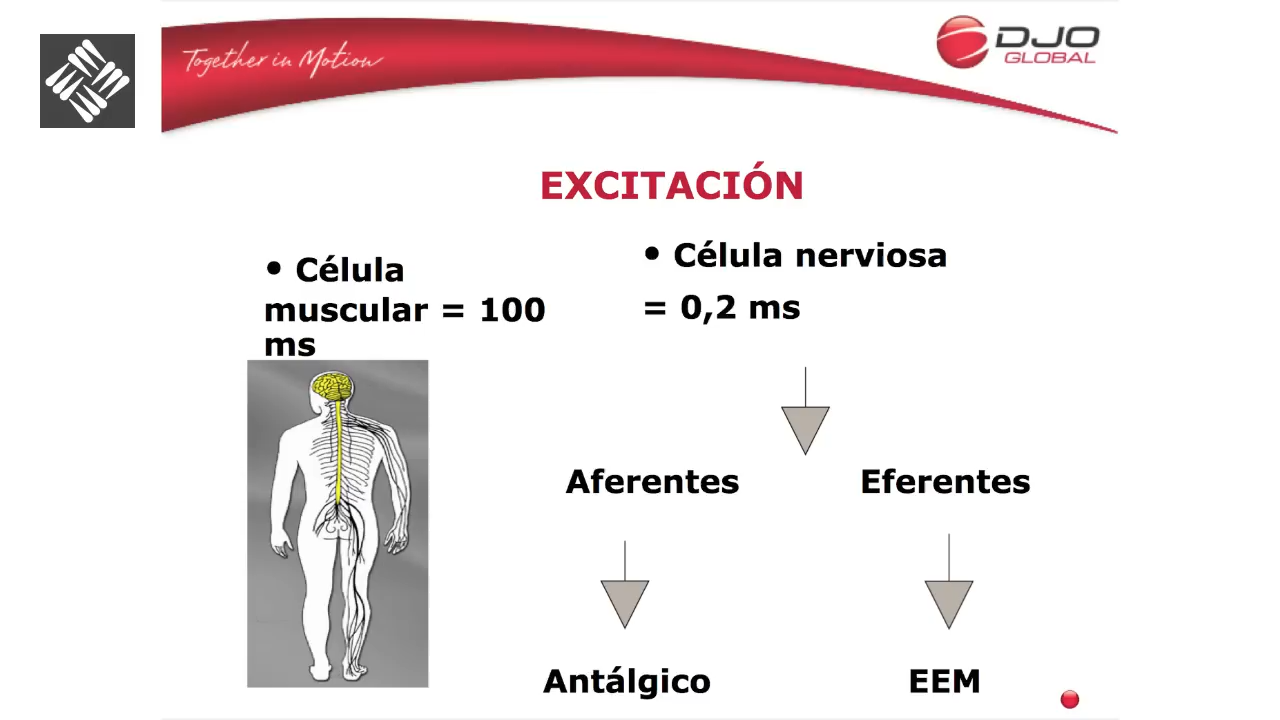 Together in Motion
DJO
GLOBAL
EXCITACIÓN
• Célula
muscular = 100
ms
• Célula nerviosa
= 0,2 ms
Aferentes
Eferentes
Antálgico
EEM